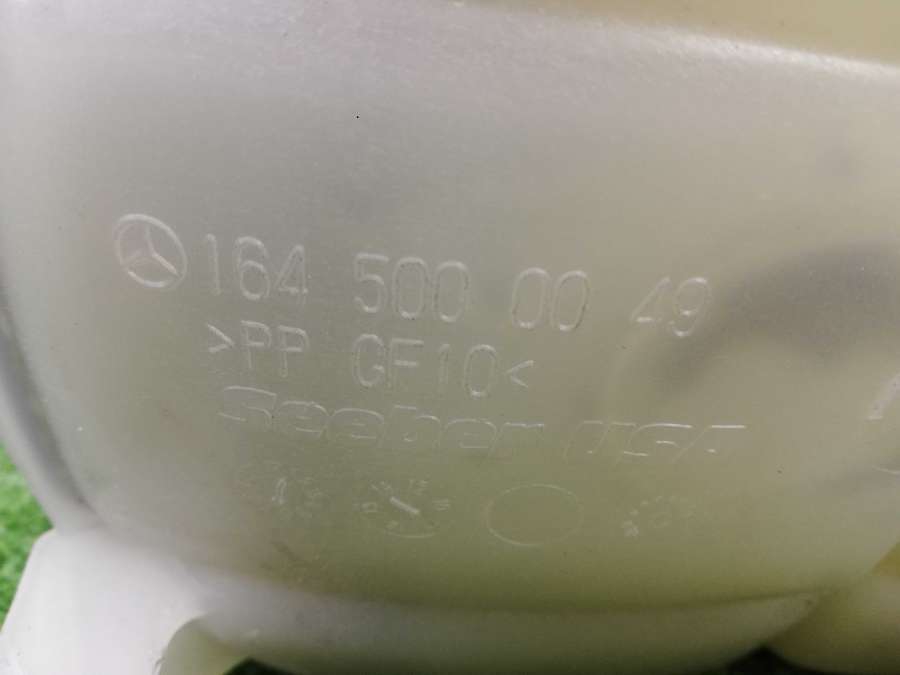 164 500 00 49
>PP GF10<
Seeber USA